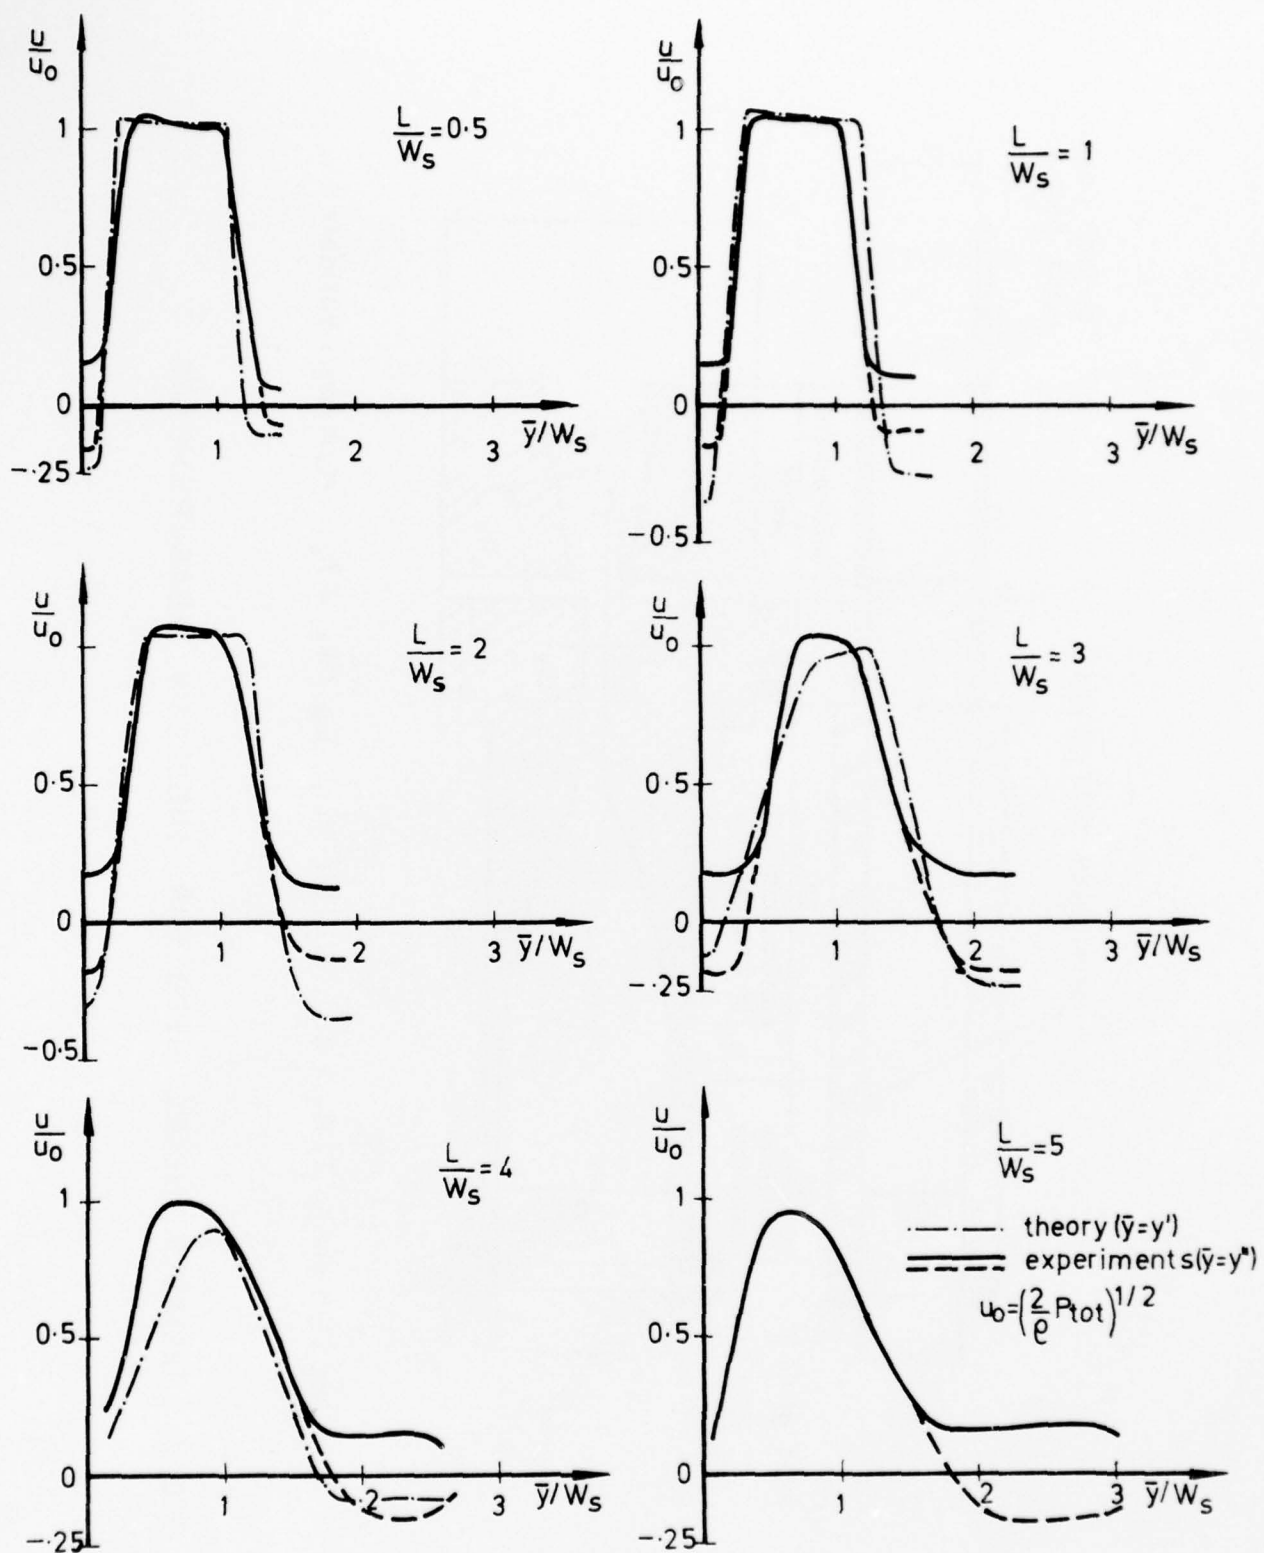 u/u₀
L/Wₛ = 0·5
1
0·5
0
-·25
1 2 3 ȳ/Wₛ
u/u₀
L/Wₛ = 1
1
0·5
0
-0·5
1 2 3 ȳ/Wₛ
u/u₀
L/Wₛ = 2
0·5
0
-0·5
1 2 3 ȳ/Wₛ
u/u₀
L/Wₛ = 3
0·5
0
-·25
1 2 3 ȳ/Wₛ
u/u₀
L/Wₛ = 4
1
0·5
0
-·25
1 2 3 ȳ/Wₛ
u/u₀
L/Wₛ = 5
1
theory (ȳ=y')
experiments (ȳ=y")
u₀=(2/ρ Ptot)^1/2
0·5
0
-·25
1 2 3 ȳ/Wₛ